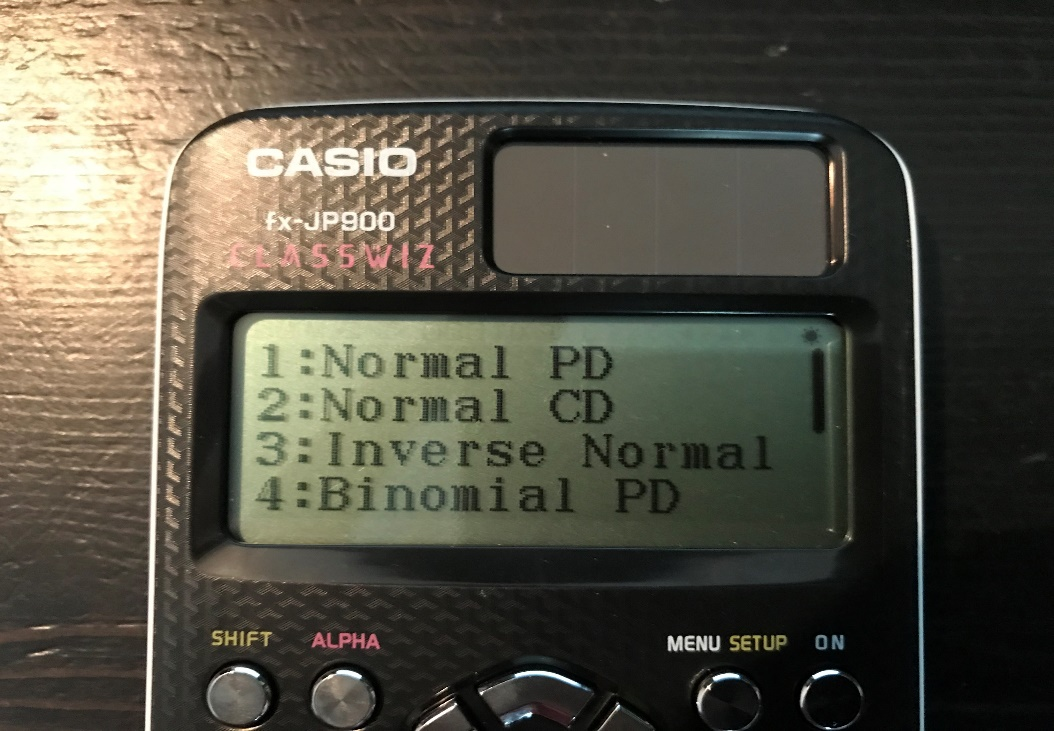 CASIO
fx-JP900
CLASSWIZ
1:Normal PD
2:Normal CD
3:Inverse Normal
4:Binomial PD
SHIFT ALPHA MENU SETUP ON